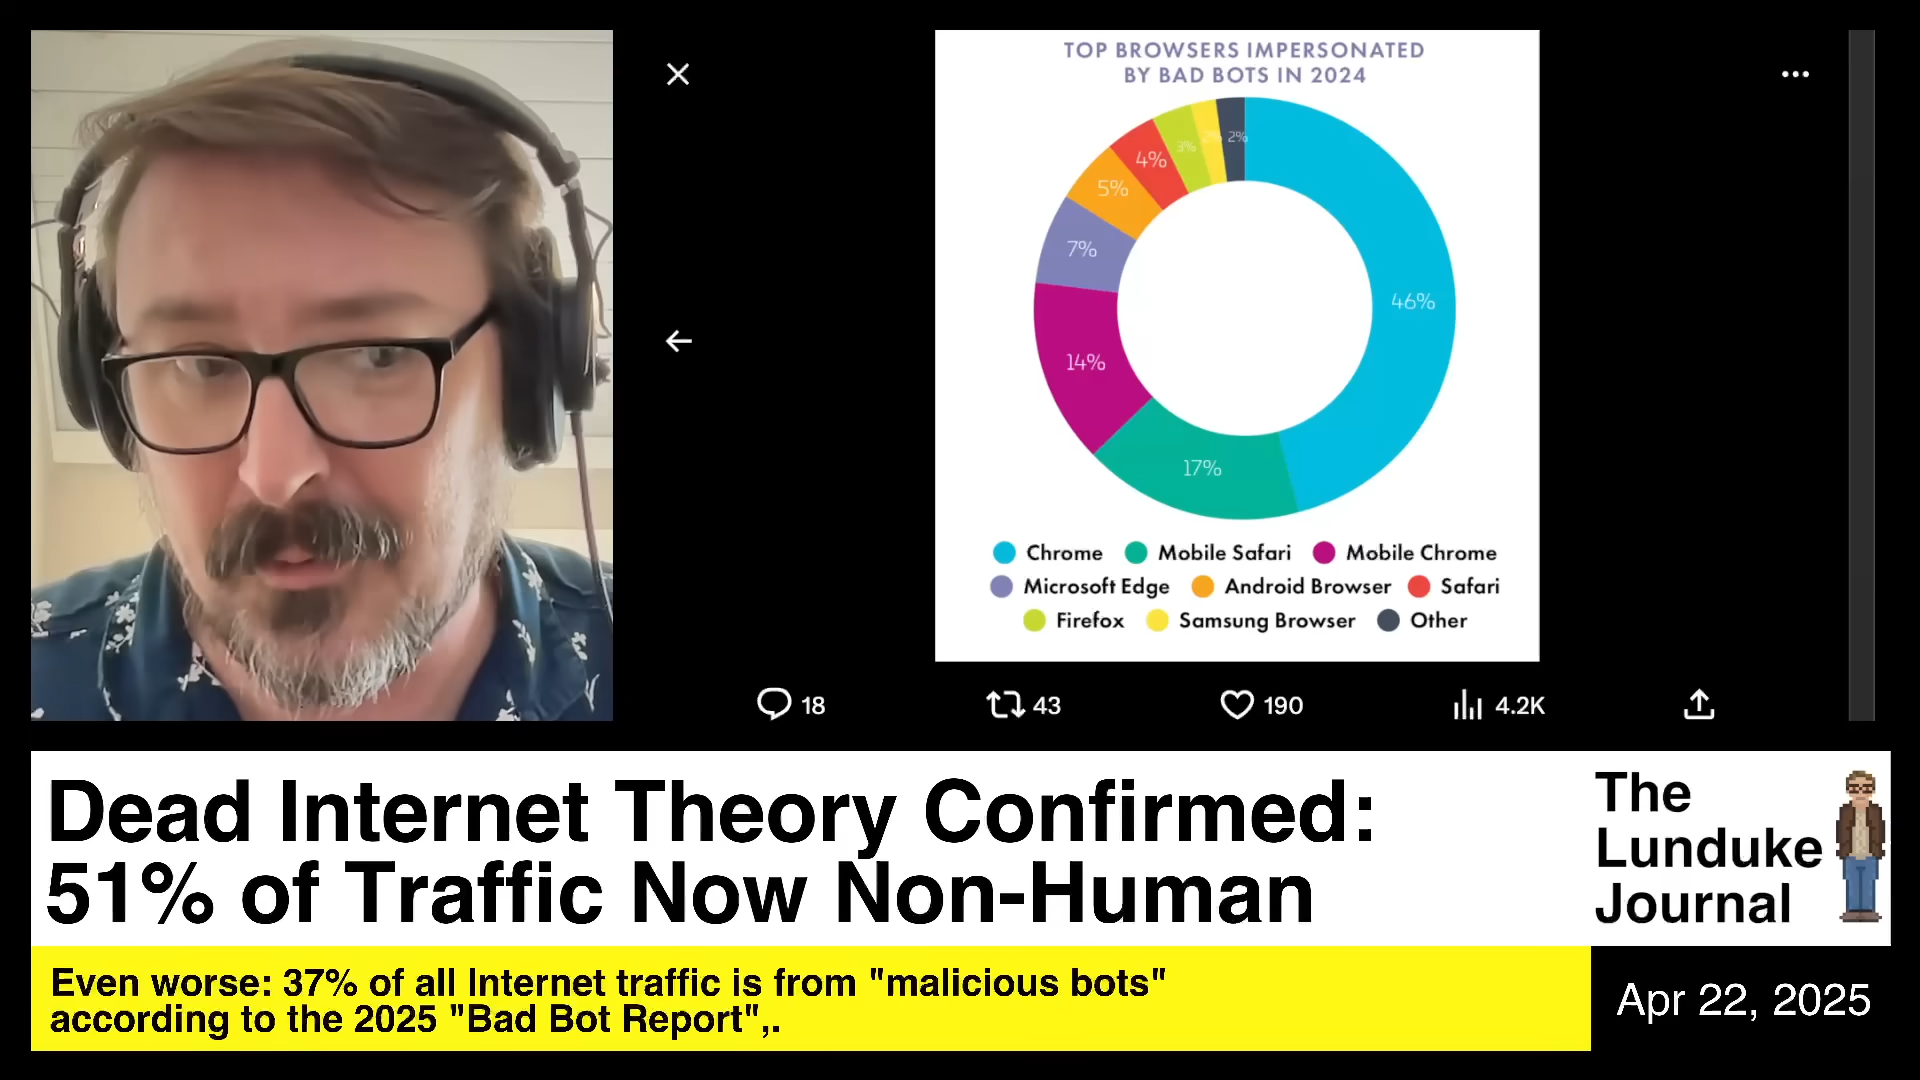 TOP BROWSERS IMPERSONATED
BY BAD BOTS IN 2024
46%
17%
14%
7%
5%
4%
3%
2%
2%
Chrome Mobile Safari Mobile Chrome
Microsoft Edge Android Browser Safari
Firefox Samsung Browser Other
18 43 190 4.2K
Dead Internet Theory Confirmed:
51% of Traffic Now Non-Human
The
Lunduke
Journal
Even worse: 37% of all Internet traffic is from "malicious bots"
according to the 2025 "Bad Bot Report",.
Apr 22, 2025